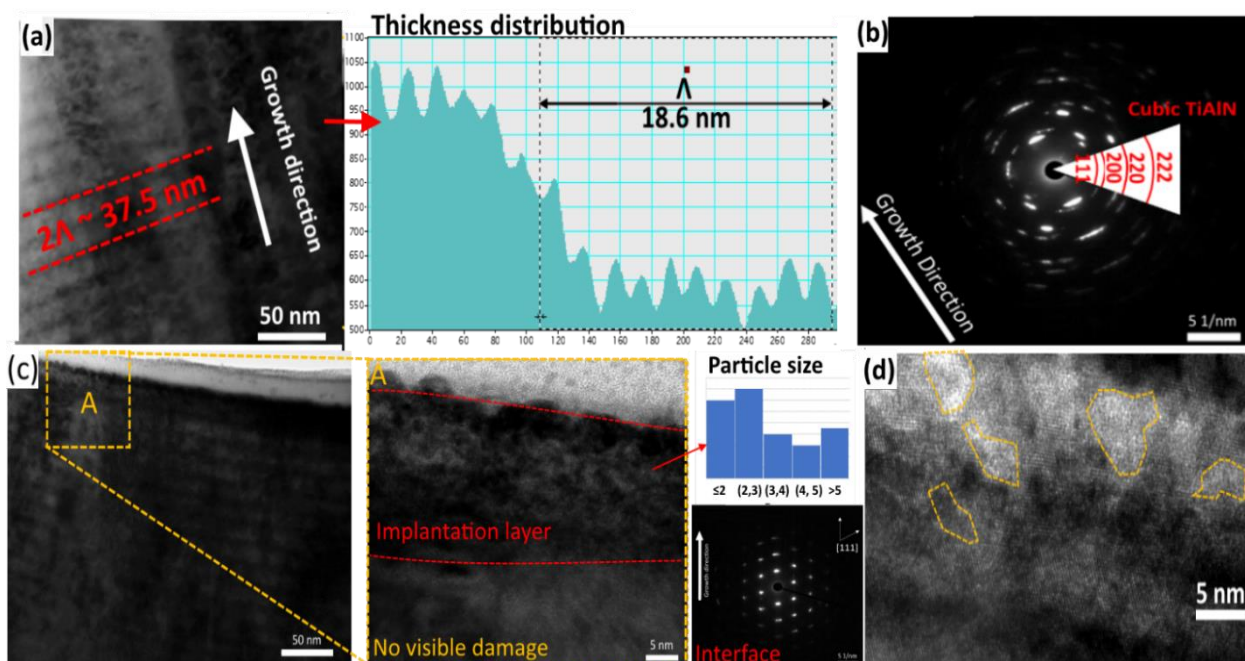 (a)
Growth direction
2Λ ~ 37.5 nm
50 nm
Thickness distribution
1100
1050
1000
950
900
850
800
750
700
650
600
550
500
0 20 40 60 80 100 120 140 160 180 200 220 240 260 280 300
Λ
18.6 nm
(b)
Cubic TiAlN
111 200 220 222
Growth Direction
5 1/nm
(c)
A
50 nm
A
Implantation layer
No visible damage
5 nm
Particle size
≤2 (2,3) (3,4) (4, 5) >5
Growth direction
[111]
Interface
5 1/nm
(d)
5 nm